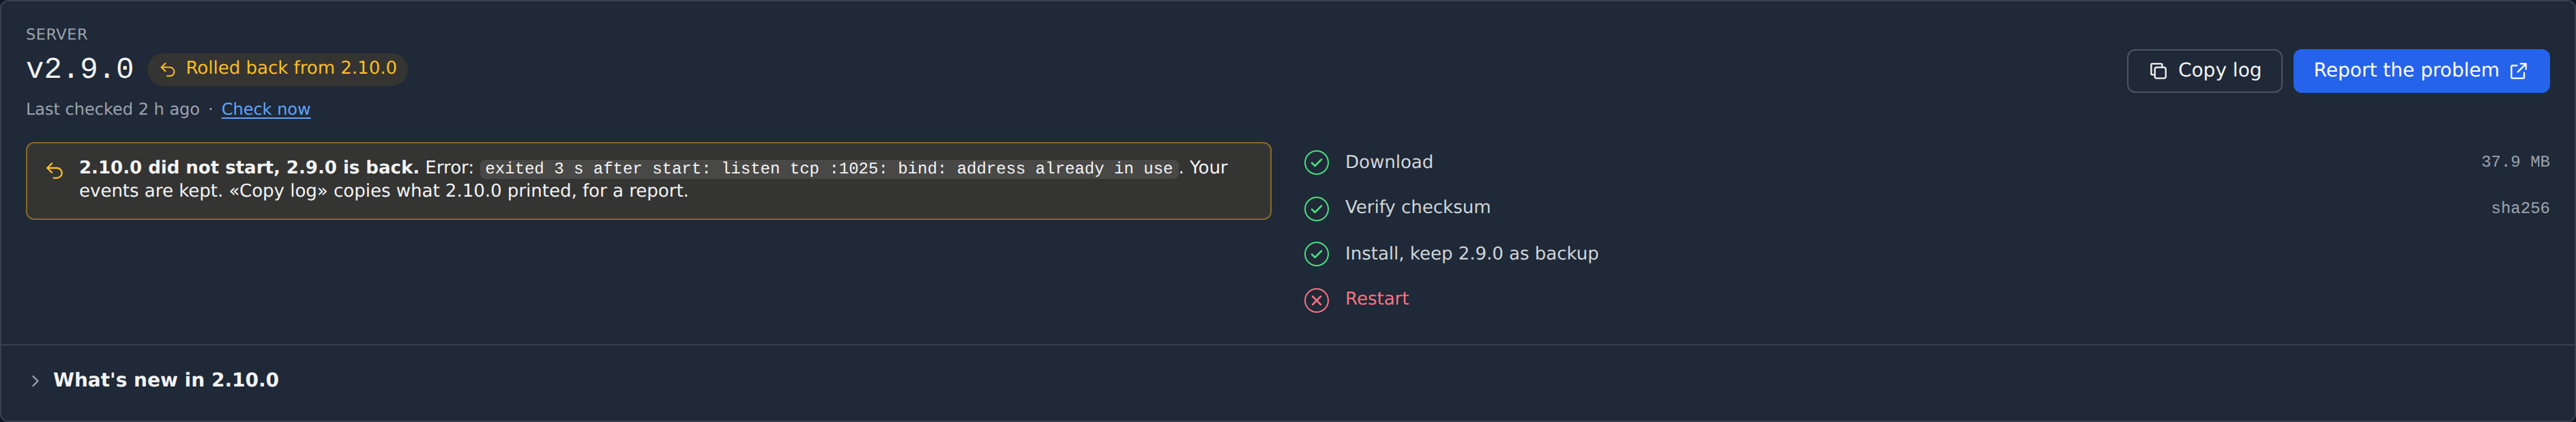 SERVER
v2.9.0 Rolled back from 2.10.0
Copy log Report the problem
Last checked 2 h ago · Check now
2.10.0 did not start, 2.9.0 is back. Error: exited 3 s after start: listen tcp :1025: bind: address already in use. Your
events are kept. «Copy log» copies what 2.10.0 printed, for a report.
Download 37.9 MB
Verify checksum sha256
Install, keep 2.9.0 as backup
Restart
What's new in 2.10.0